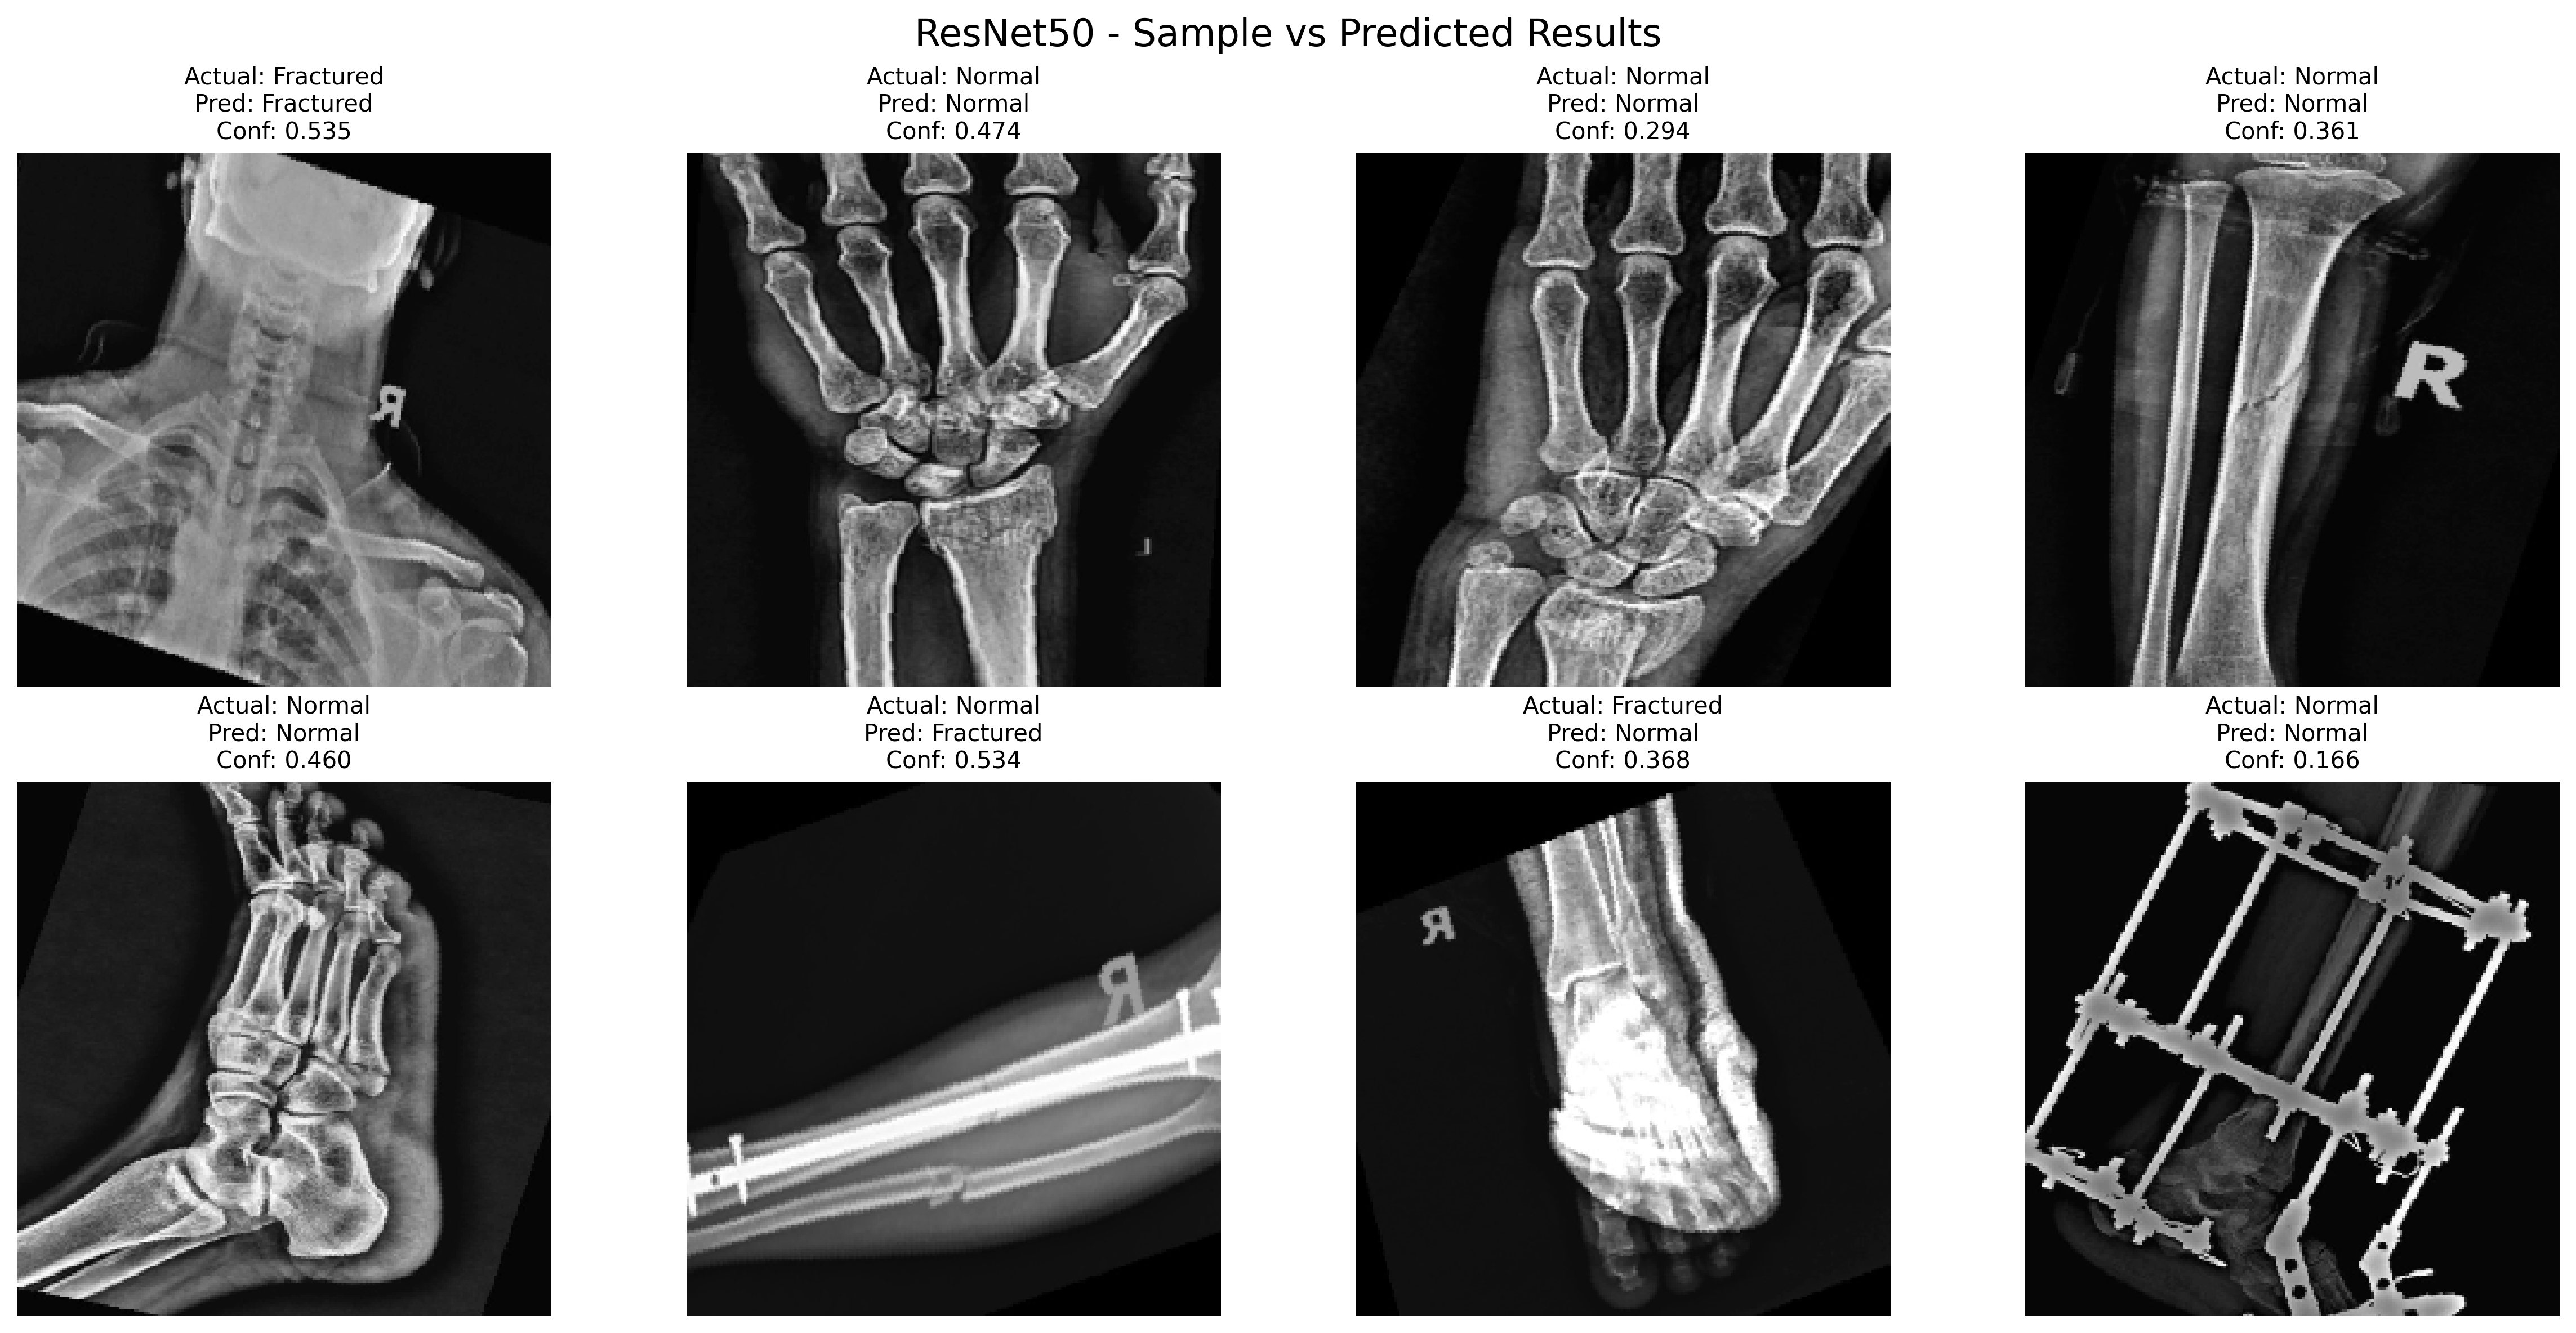 ResNet50 - Sample vs Predicted Results
Actual: Fractured
Pred: Fractured
Conf: 0.535
Actual: Normal
Pred: Normal
Conf: 0.474
Actual: Normal
Pred: Normal
Conf: 0.294
Actual: Normal
Pred: Normal
Conf: 0.361
R
L
R
Actual: Normal
Pred: Normal
Conf: 0.460
Actual: Normal
Pred: Fractured
Conf: 0.534
Actual: Fractured
Pred: Normal
Conf: 0.368
Actual: Normal
Pred: Normal
Conf: 0.166
R
R